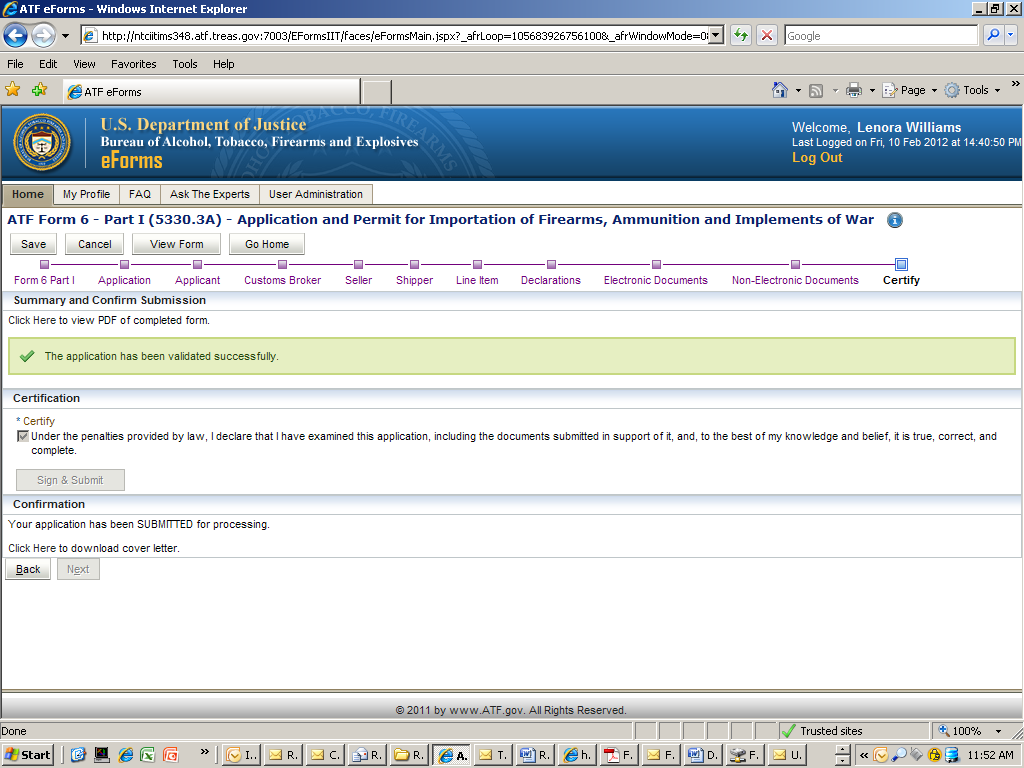 ATF eForms - Windows Internet Explorer
http://ntciitims348.atf.treas.gov:7003/EFormsIIT/faces/eFormsMain.jspx?_afrLoop=105683926756100&_afrWindowMode=0
Google
File Edit View Favorites Tools Help
ATF eForms
Page Tools »
U.S. Department of Justice
Bureau of Alcohol, Tobacco, Firearms and Explosives
eForms
Welcome, Lenora Williams
Last Logged on Fri, 10 Feb 2012 at 14:40:50 PM
Log Out
Home My Profile FAQ Ask The Experts User Administration
ATF Form 6 - Part I (5330.3A) - Application and Permit for Importation of Firearms, Ammunition and Implements of War
Save Cancel View Form Go Home
Form 6 Part I Application Applicant Customs Broker Seller Shipper Line Item Declarations Electronic Documents Non-Electronic Documents Certify
Summary and Confirm Submission
Click Here to view PDF of completed form.
The application has been validated successfully.
Certification
* Certify
Under the penalties provided by law, I declare that I have examined this application, including the documents submitted in support of it, and, to the best of my knowledge and belief, it is true, correct, and
complete.
Sign & Submit
Confirmation
Your application has been SUBMITTED for processing.
Click Here to download cover letter.
Back Next
© 2011 by www.ATF.gov. All Rights Reserved.
Done Trusted sites 100%
Start » I.. R. C. R. R. A. T. R. h. F. F. D. F. U. « 11:52 AM